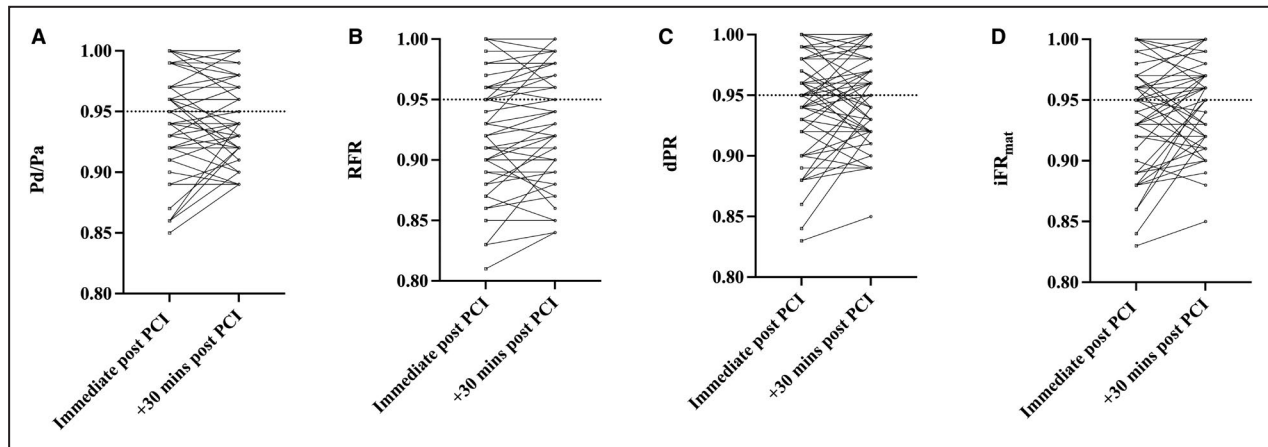 A
Pd/Pa
1.00
0.95
0.90
0.85
0.80
Immediate post PCI
+30 mins post PCI
B
RFR
1.00
0.95
0.90
0.85
0.80
Immediate post PCI
+30 mins post PCI
C
dPR
1.00
0.95
0.90
0.85
0.80
Immediate post PCI
+30 mins post PCI
D
iFRmat
1.00
0.95
0.90
0.85
0.80
Immediate post PCI
+30 mins post PCI